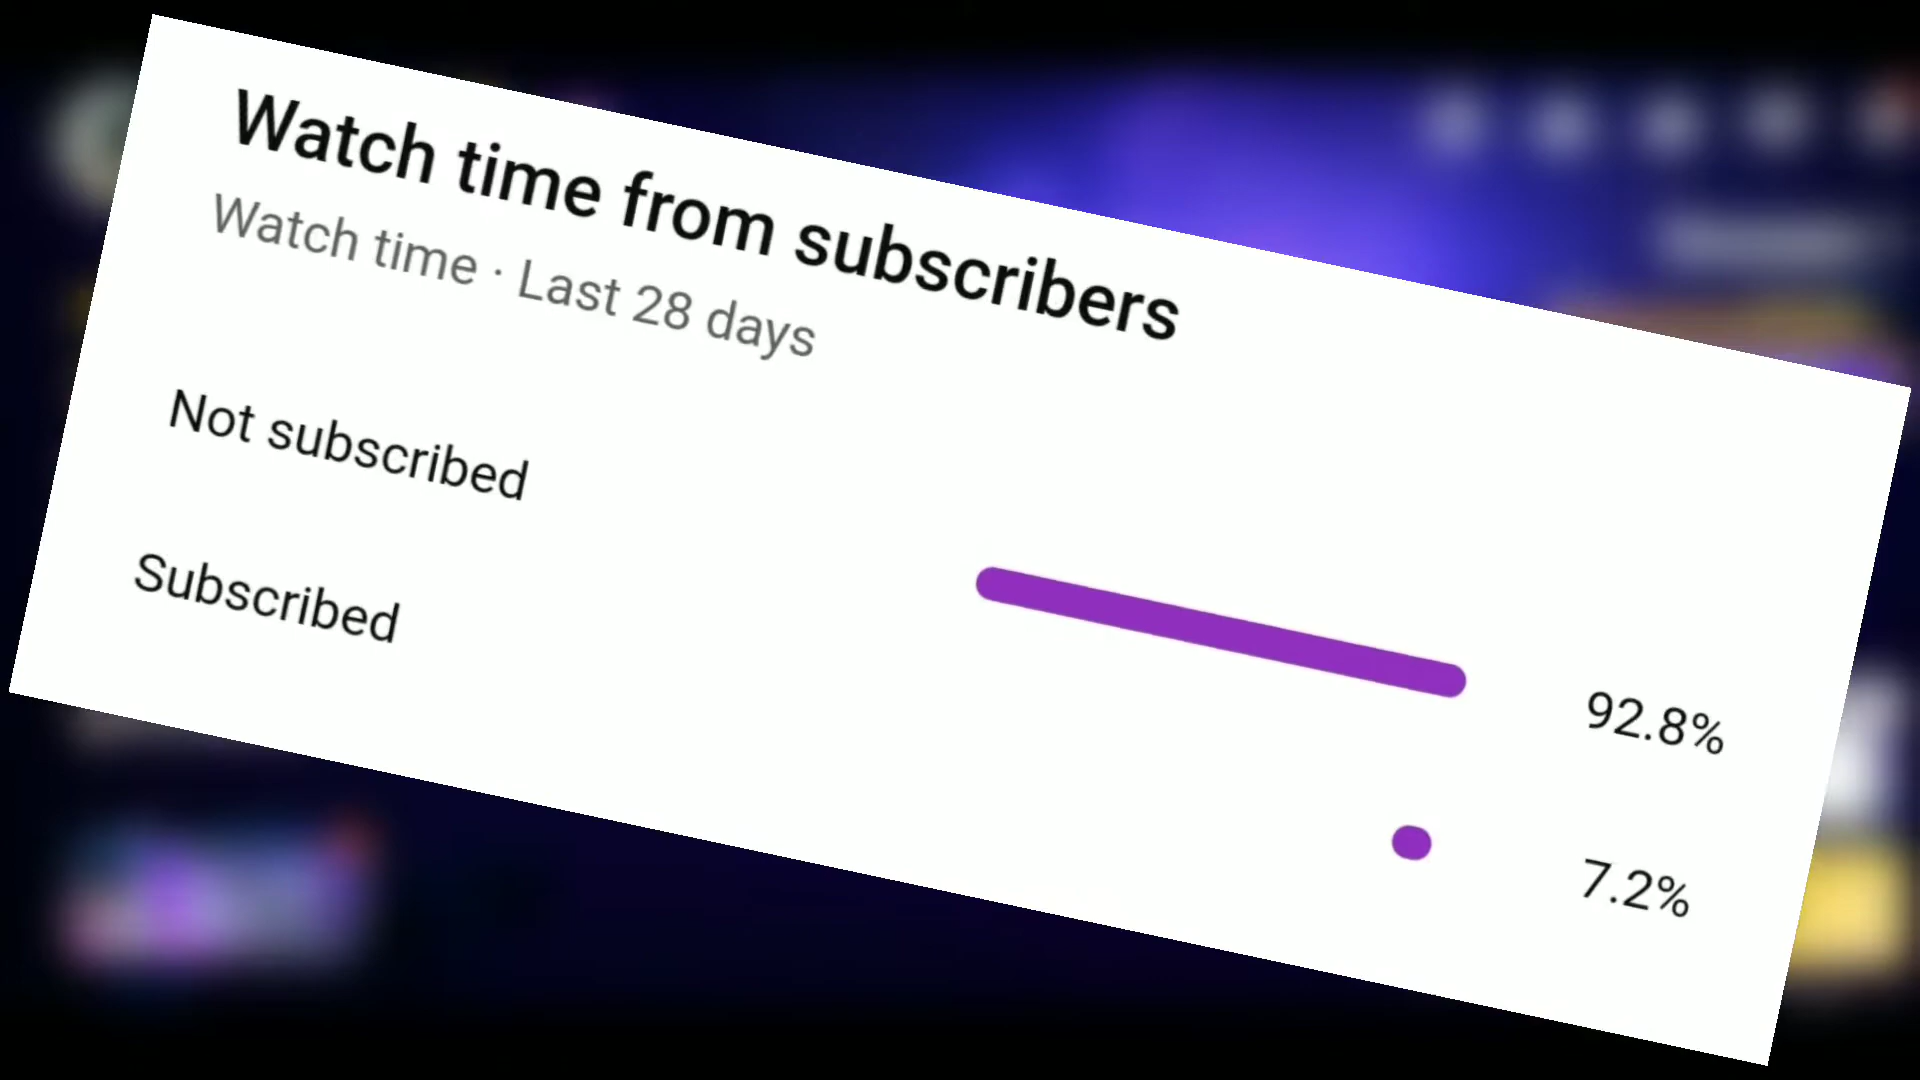 Watch time from subscribers
Watch time · Last 28 days
Not subscribed 92.8%
Subscribed 7.2%